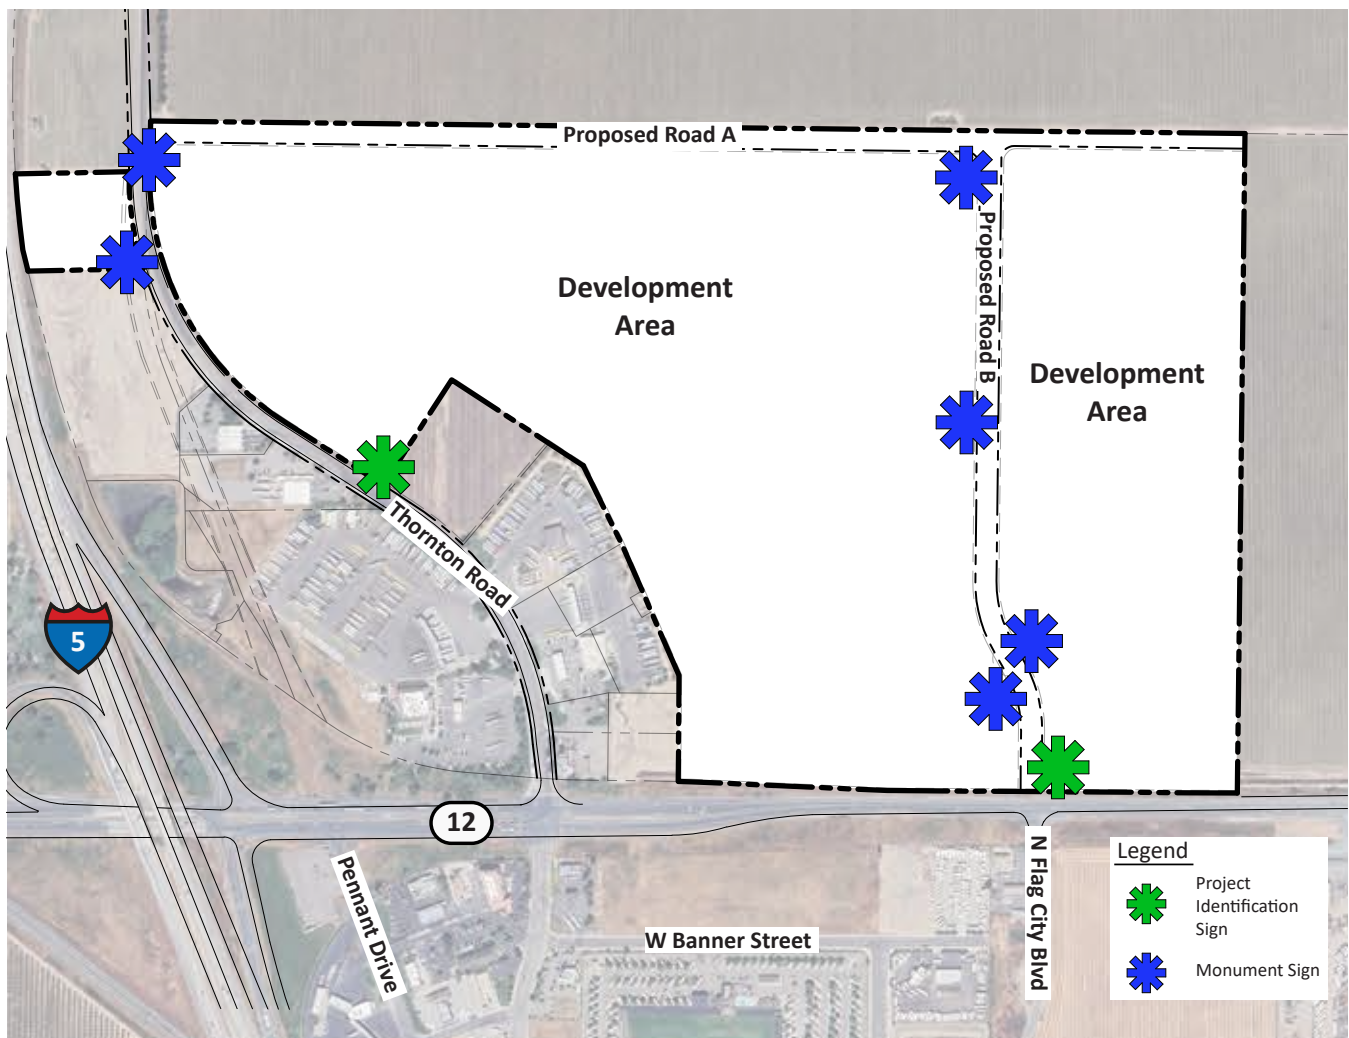 Proposed Road A
Proposed Road B
Development
Area
Development
Area
Thornton Road
5
12
Pennant Drive
W Banner Street
N Flag City Blvd
Legend
Project
Identification
Sign
Monument Sign